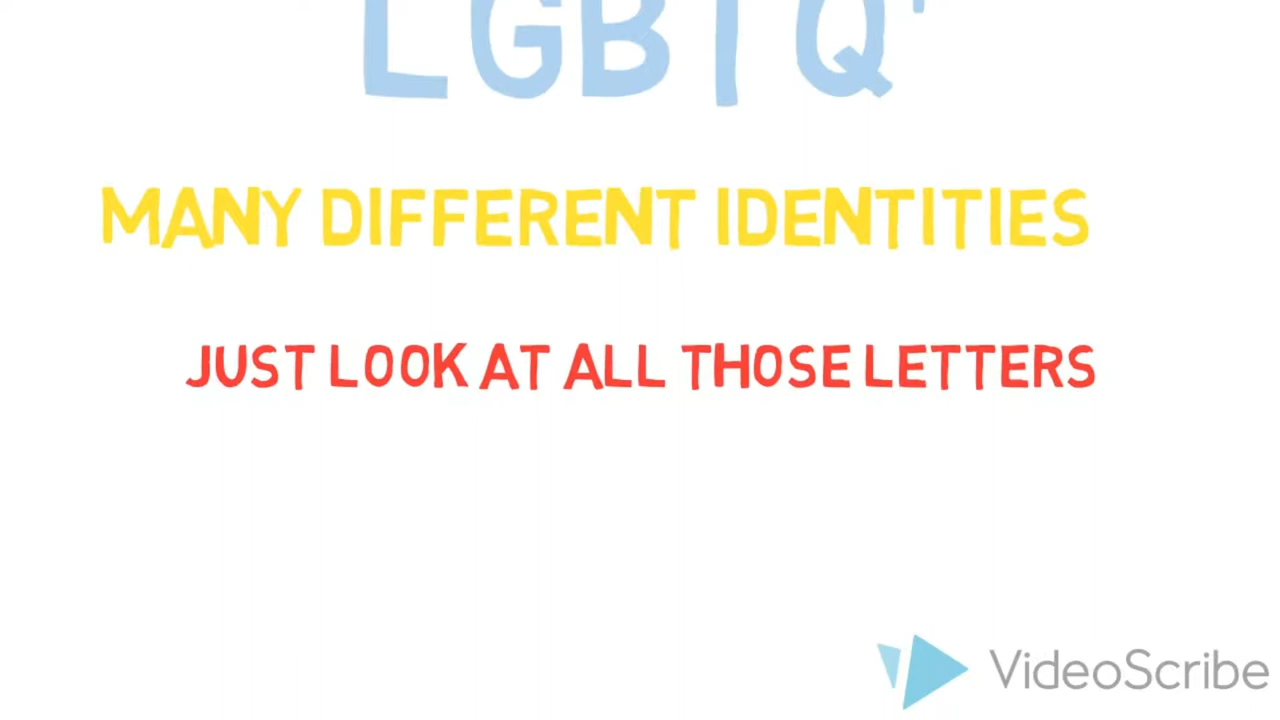 LGBTQ+
MANY DIFFERENT IDENTITIES
JUST LOOK AT ALL THOSE LETTERS
VideoScribe